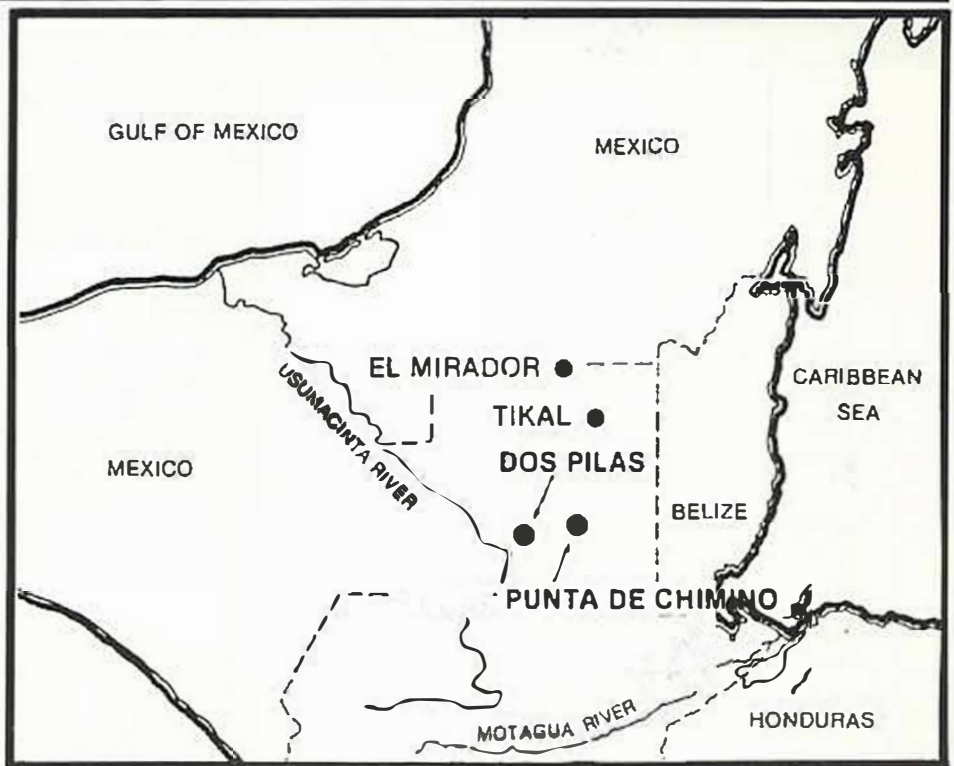 GULF OF MEXICO
MEXICO
EL MIRADOR
CARIBBEAN
SEA
TIKAL
USUMACINTA RIVER
MEXICO
DOS PILAS
BELIZE
PUNTA DE CHIMINO
MOTAGUA RIVER
HONDURAS